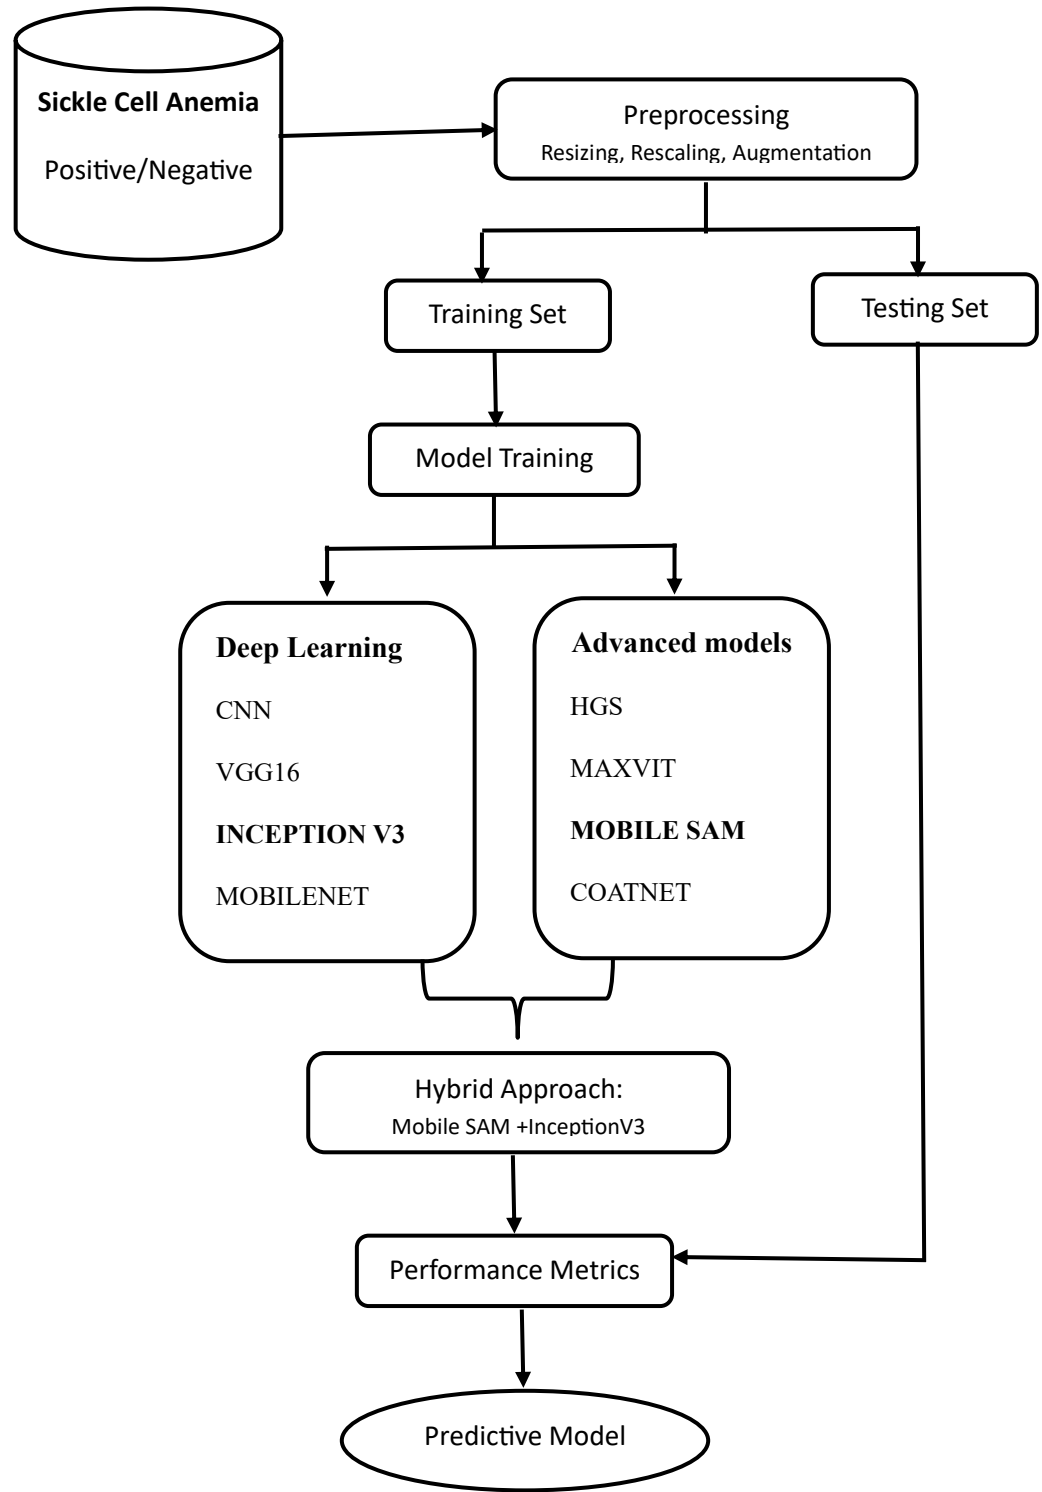 Sickle Cell Anemia
Positive/Negative
Preprocessing
Resizing, Rescaling, Augmentation
Training Set
Testing Set
Model Training
Deep Learning
CNN
VGG16
INCEPTION V3
MOBILENET
Advanced models
HGS
MAXVIT
MOBILE SAM
COATNET
Hybrid Approach:
Mobile SAM +InceptionV3
Performance Metrics
Predictive Model